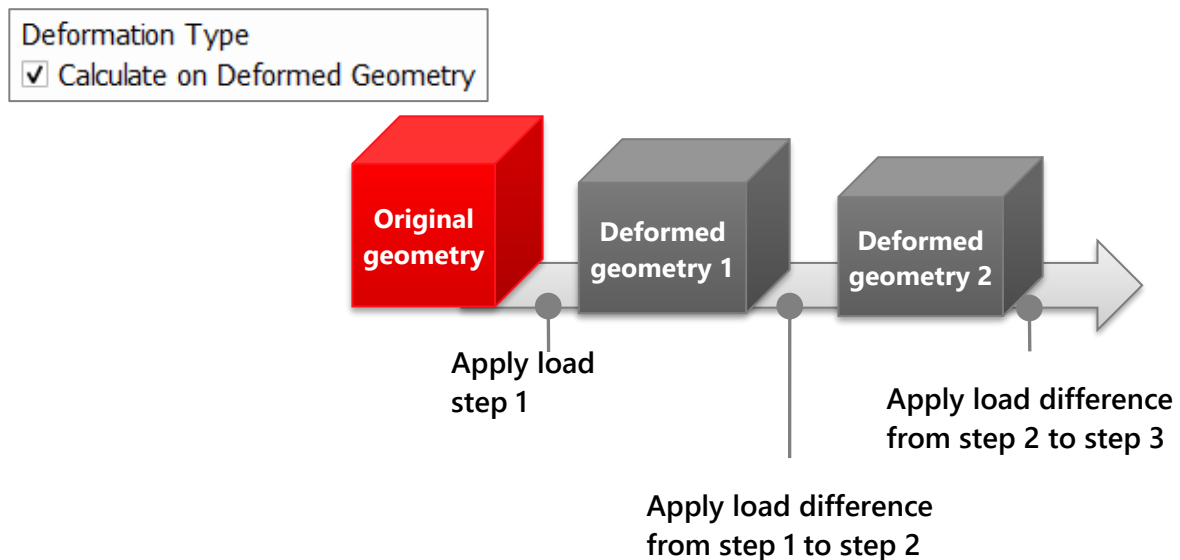 Deformation Type
Calculate on Deformed Geometry
Original
geometry
Deformed
geometry 1
Deformed
geometry 2
Apply load
step 1
Apply load difference
from step 2 to step 3
Apply load difference
from step 1 to step 2